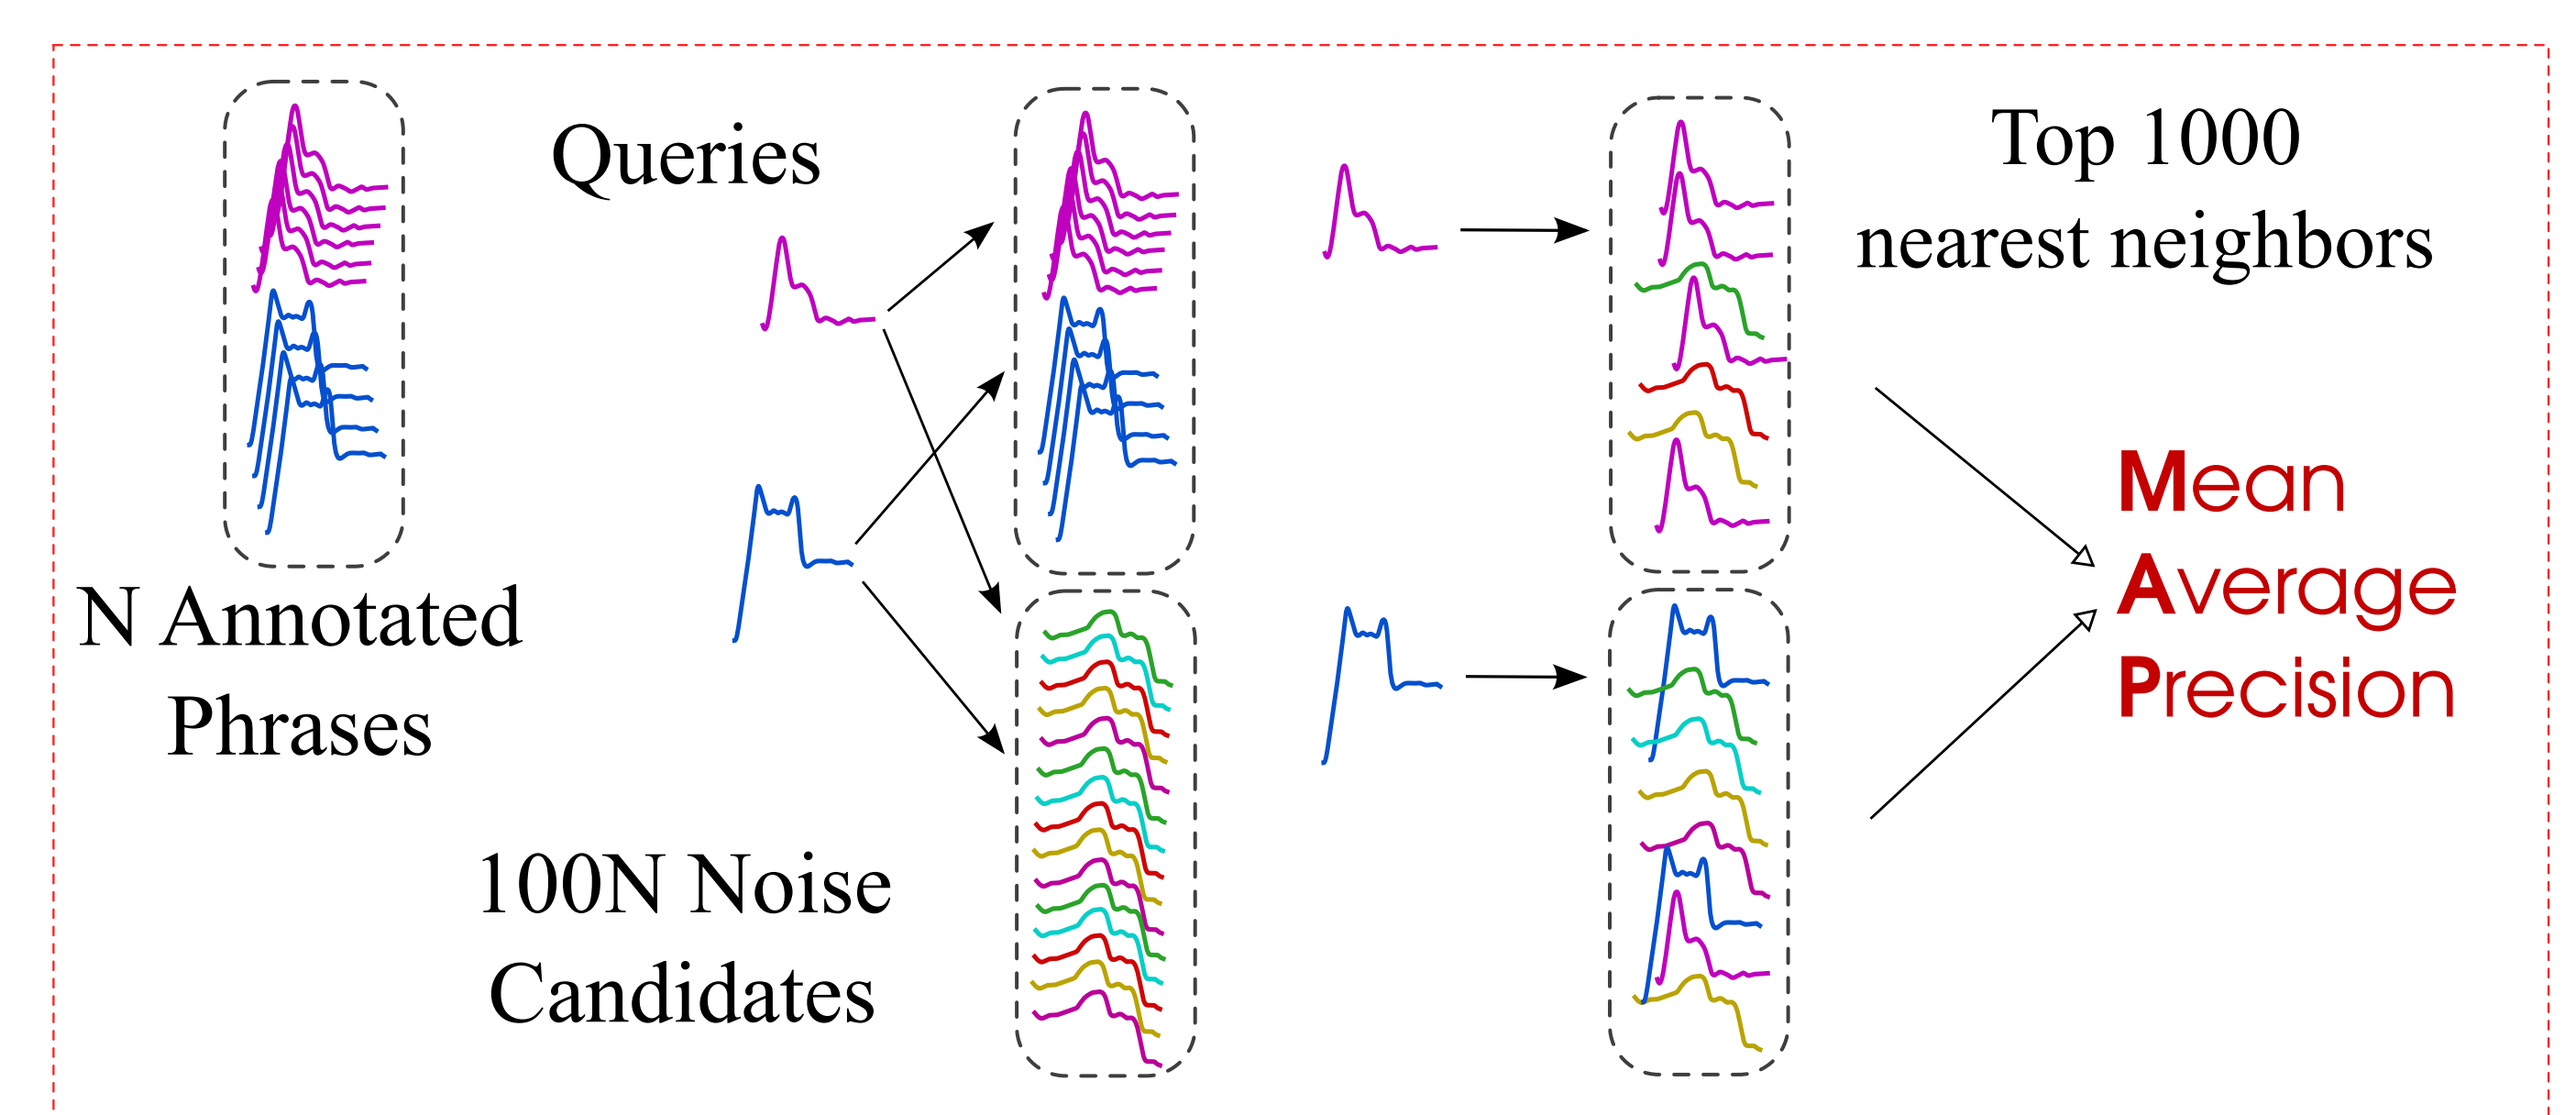 Queries
Top 1000
nearest neighbors
N Annotated
Phrases
100N Noise
Candidates
Mean
Average
Precision